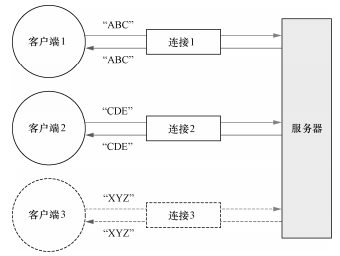 “ABC”
客户端1
连接1
“ABC”
“CDE”
客户端2
连接2
服务器
“CDE”
“XYZ”
客户端3
连接3
“XYZ”